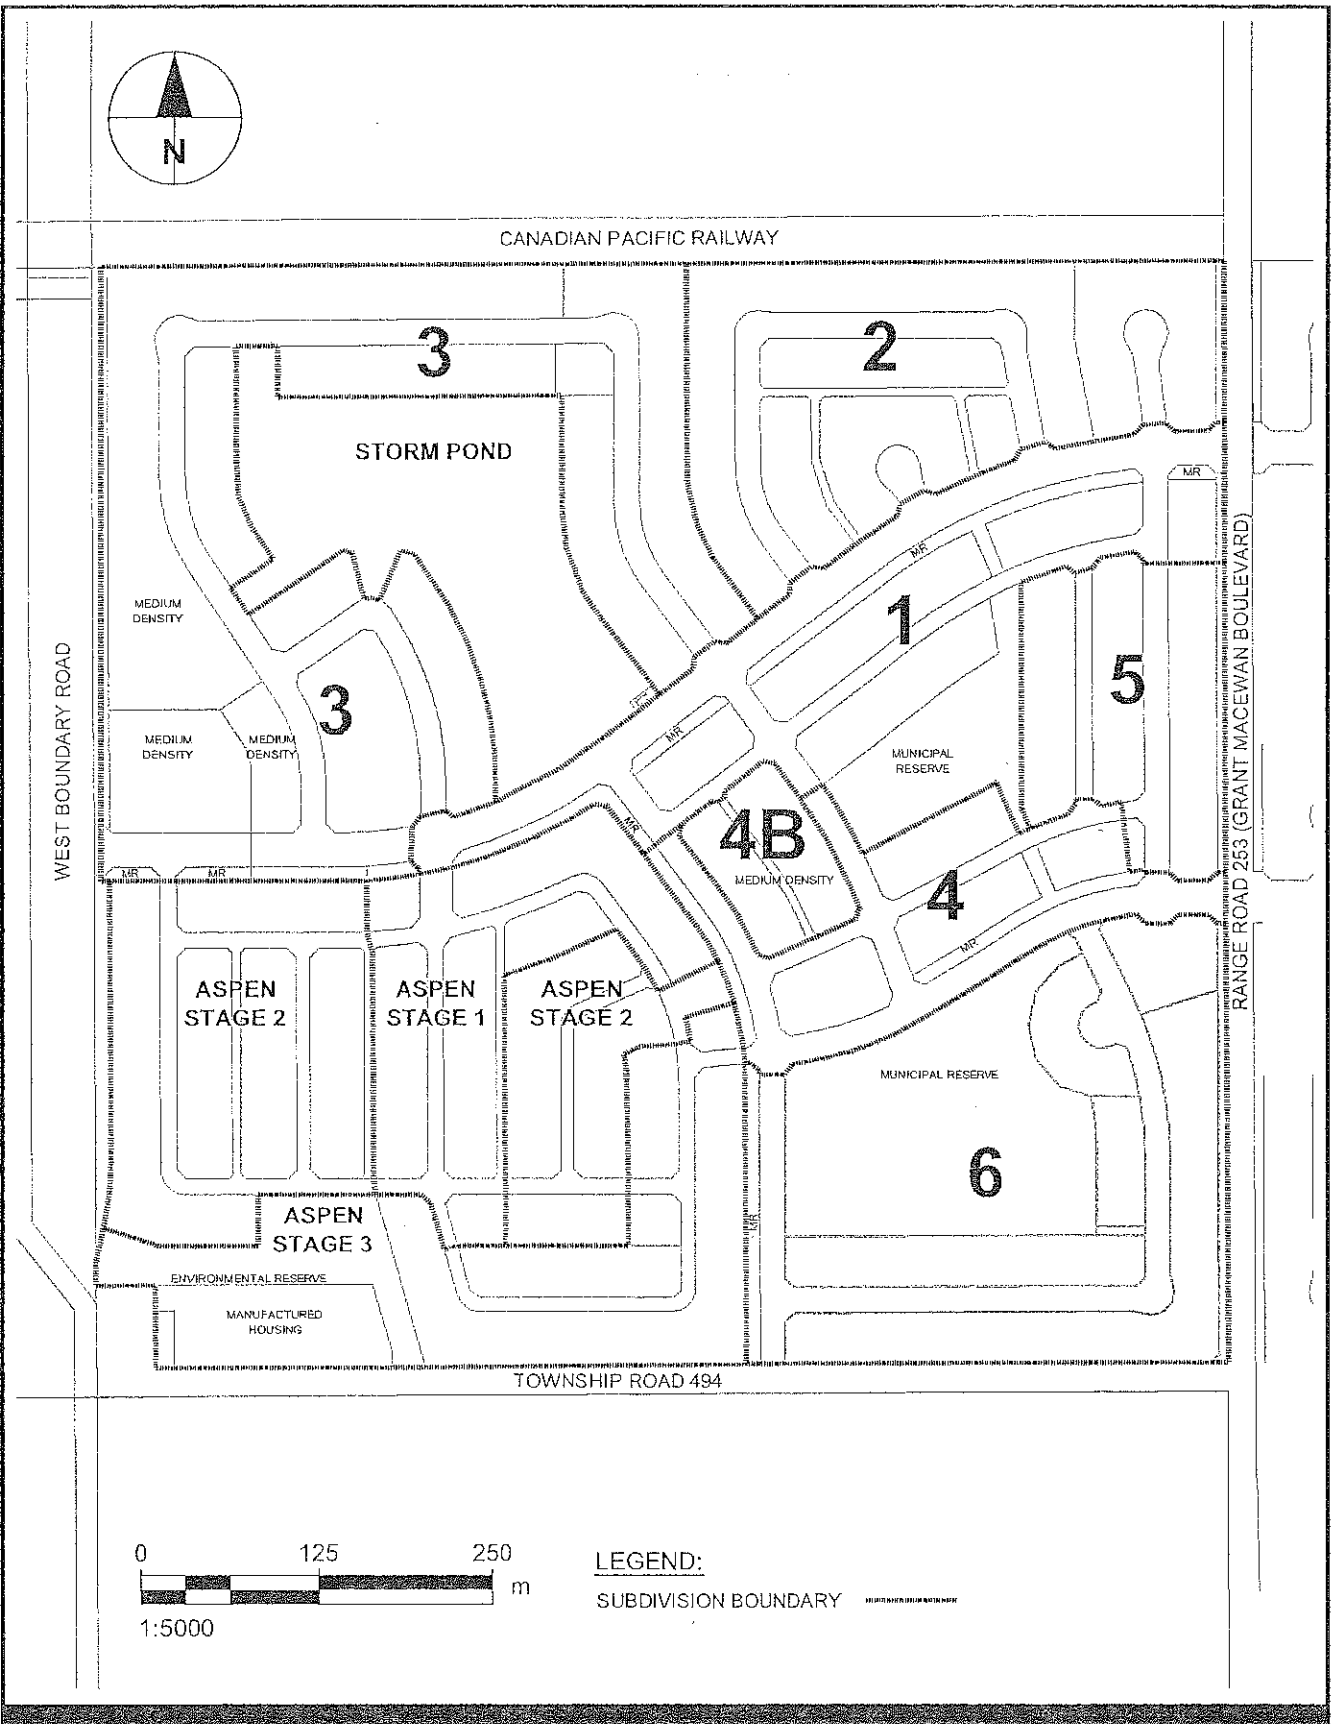 N
CANADIAN PACIFIC RAILWAY
3
2
STORM POND
MR
MR
MEDIUM
DENSITY
1
WEST BOUNDARY ROAD
RANGE ROAD 253 (GRANT MACEWAN BOULEVARD)
3
5
MEDIUM
DENSITY
MEDIUM
DENSITY
MR
MUNICIPAL
RESERVE
MR
4B
MEDIUM DENSITY
MR
MR
4
MR
ASPEN
STAGE 2
ASPEN
STAGE 1
ASPEN
STAGE 2
MUNICIPAL RESERVE
6
MR
ASPEN
STAGE 3
ENVIRONMENTAL RESERVE
MANUFACTURED
HOUSING
TOWNSHIP ROAD 494
0 125 250
m
1:5000
LEGEND:
SUBDIVISION BOUNDARY